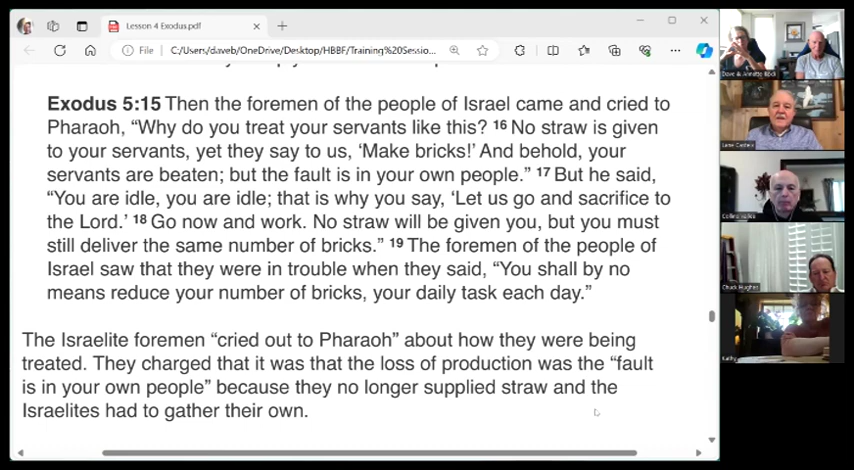 Lesson 4 Exodus.pdf
File
C:/Users/daveb/OneDrive/Desktop/HBBF/Training%20Sessio...
Exodus 5:15 Then the foremen of the people of Israel came and cried to
Pharaoh, “Why do you treat your servants like this? 16 No straw is given
to your servants, yet they say to us, ‘Make bricks!’ And behold, your
servants are beaten; but the fault is in your own people.” 17 But he said,
“You are idle, you are idle; that is why you say, ‘Let us go and sacrifice to
the Lord.’ 18 Go now and work. No straw will be given you, but you must
still deliver the same number of bricks.” 19 The foremen of the people of
Israel saw that they were in trouble when they said, “You shall by no
means reduce your number of bricks, your daily task each day.”
The Israelite foremen “cried out to Pharaoh” about how they were being
treated. They charged that it was that the loss of production was the “fault
is in your own people” because they no longer supplied straw and the
Israelites had to gather their own.
Dave & Annette
Chuck Hughes
Kathy